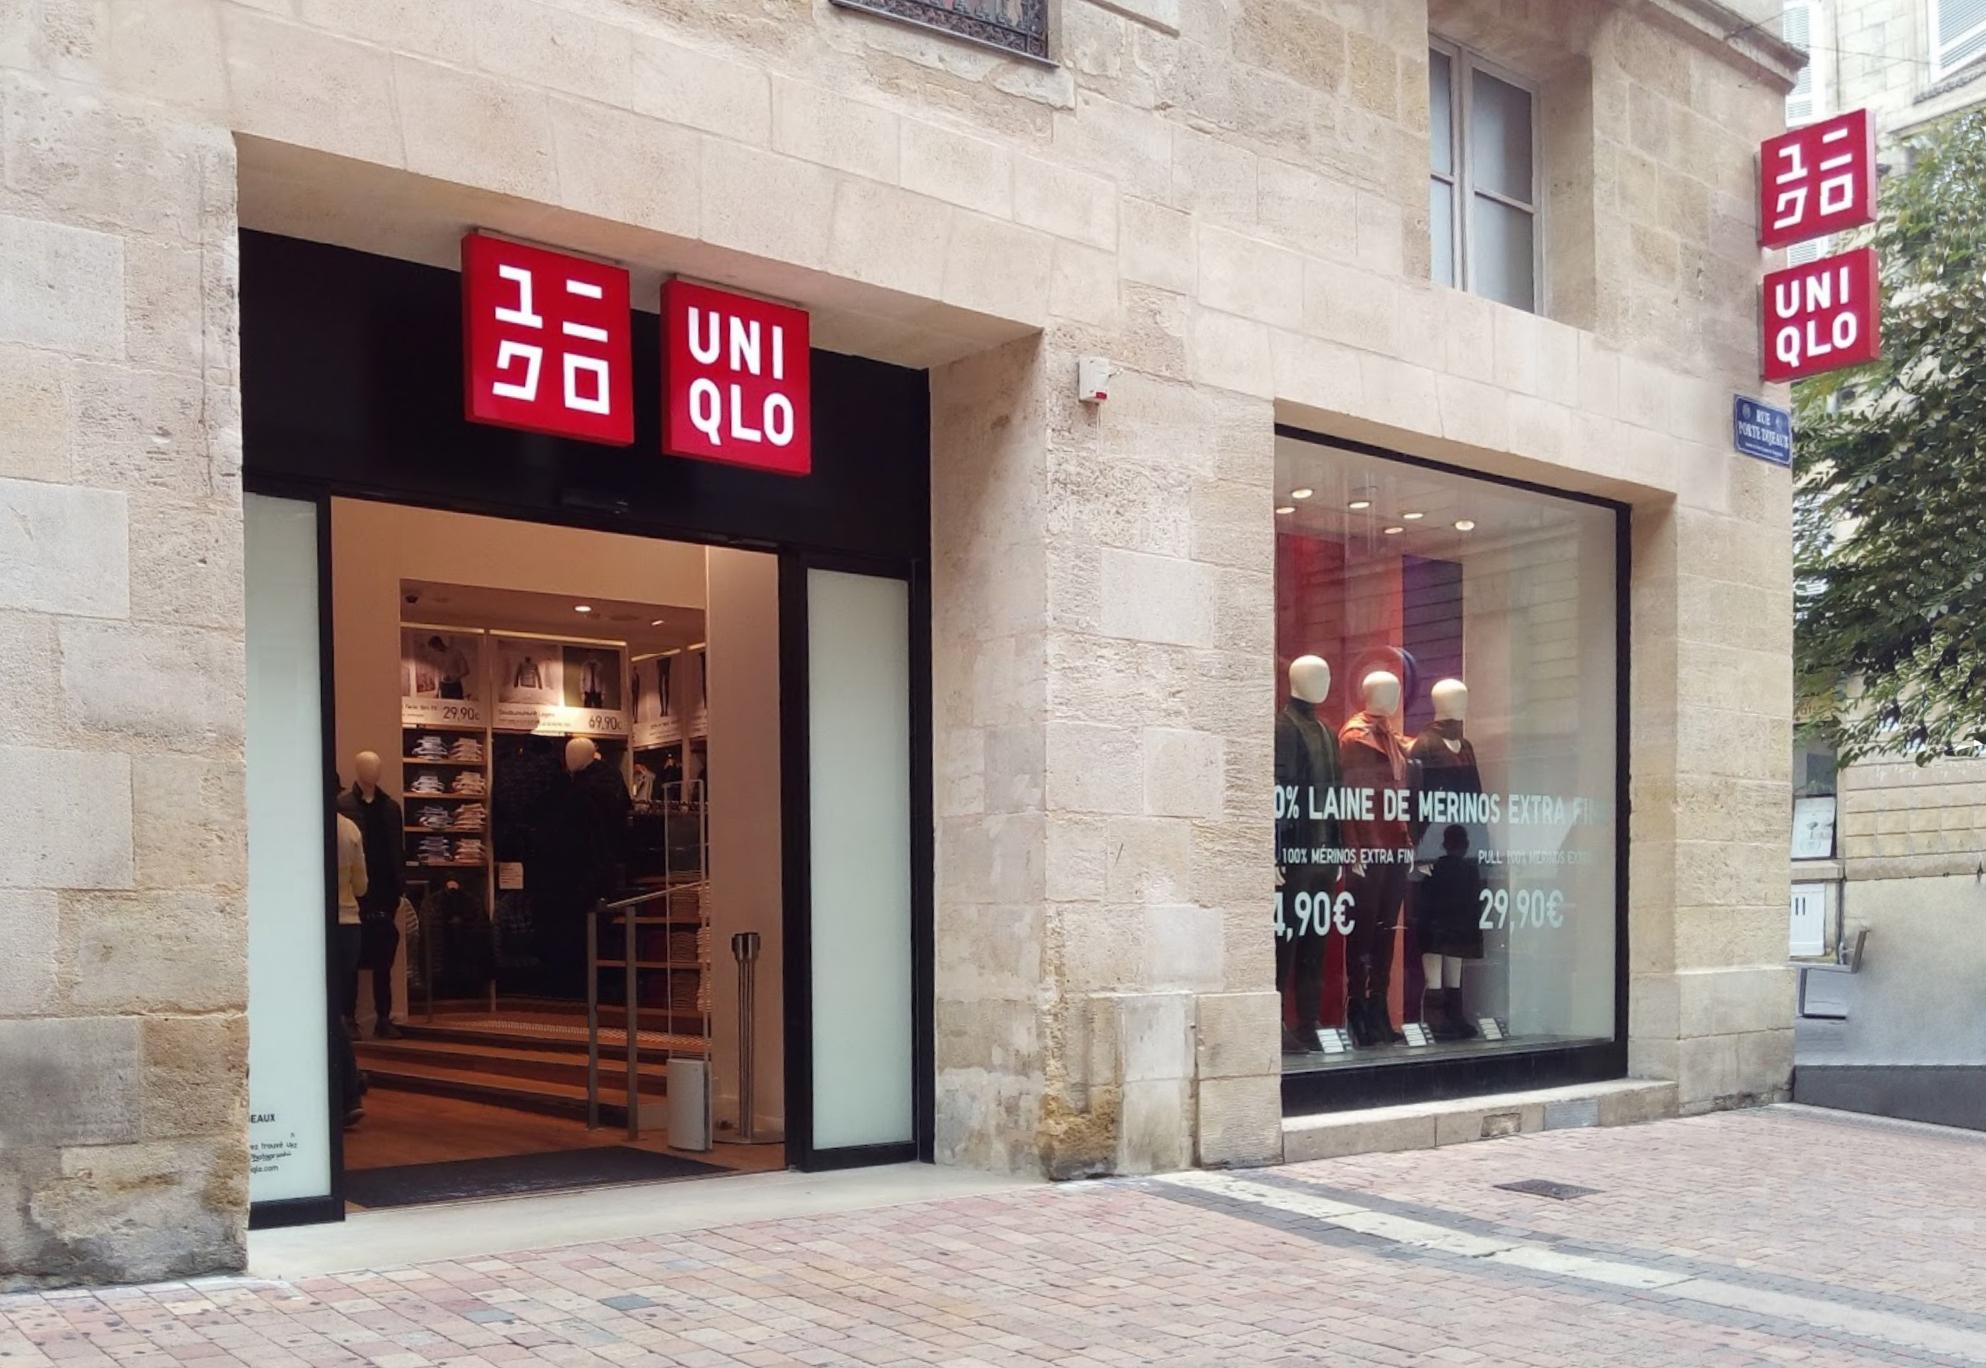 ユニ
クロ
UNI
QLO
ユニ
クロ
UNI
QLO
RUE
PORTE DIJEAUX
29,90€
69,90€
0% LAINE DE MÉRINOS EXTRA FIN
100% MÉRINOS EXTRA FIN
PULL 100% MÉRINOS EXTRA
4,90€
29,90€
EAUX